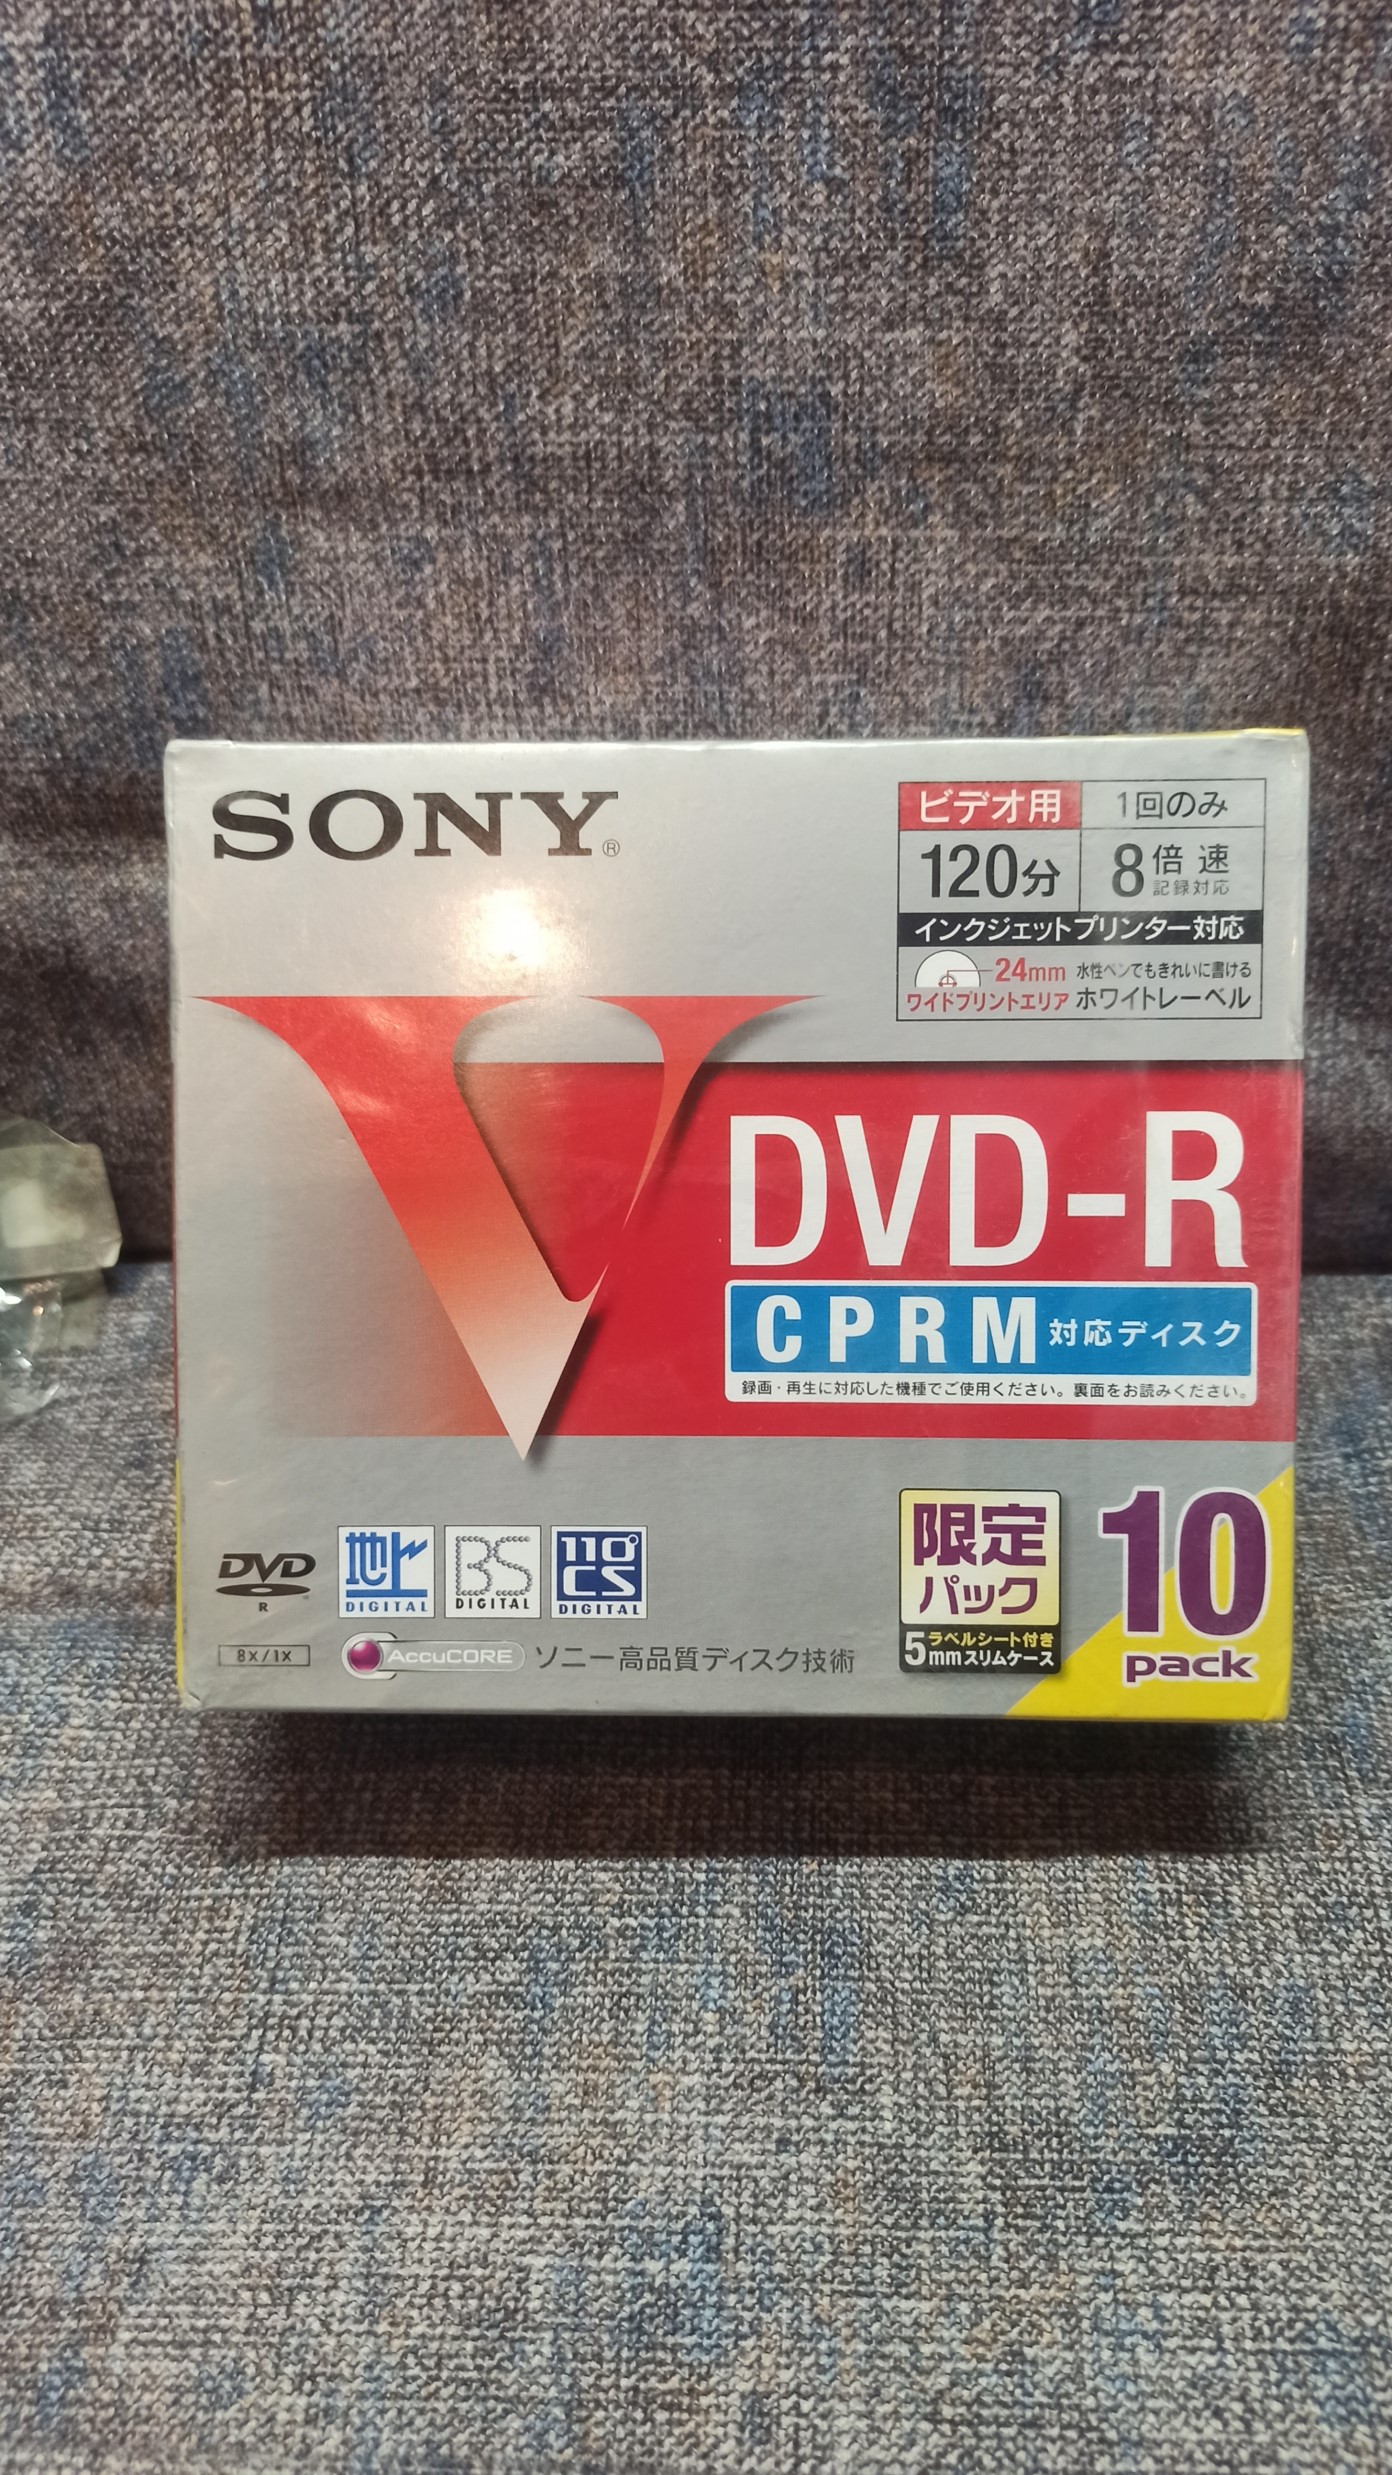 SONY®
ビデオ用 1回のみ
120分 8倍速
記録対応
インクジェットプリンター対応
24mm 水性ペンでもきれいに書ける
ワイドプリントエリア ホワイトレーベル
V
DVD-R
CPRM対応ディスク
録画・再生に対応した機種でご使用ください。裏面をお読みください。
DVD
R
地上
DIGITAL
BS
DIGITAL
110°
CS
DIGITAL
8x/1x
AccuCORE ソニー高品質ディスク技術
限定
パック
ラベルシート付き
5mmスリムケース
10
pack